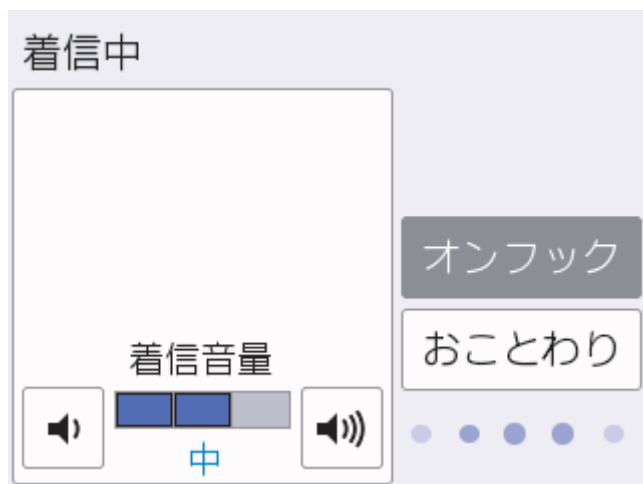 着信中
オンフック
おことわり
着信音量
中